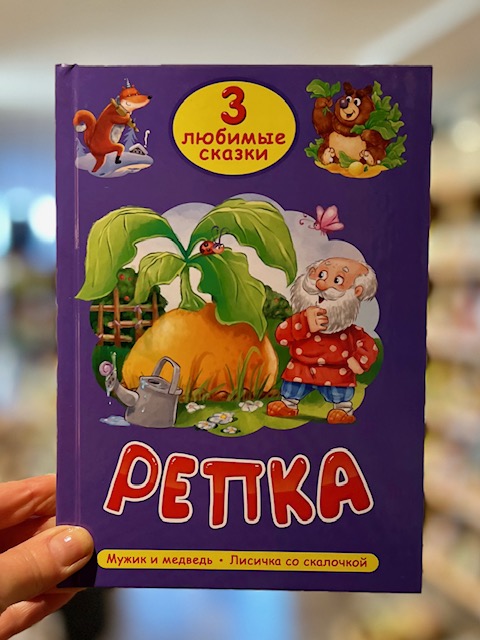 3
любимые
сказки
РЕПКА
Мужик и медведь • Лисичка со скалочкой